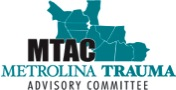 MTAC
METROLINA TRAUMA
ADVISORY COMMITTEE